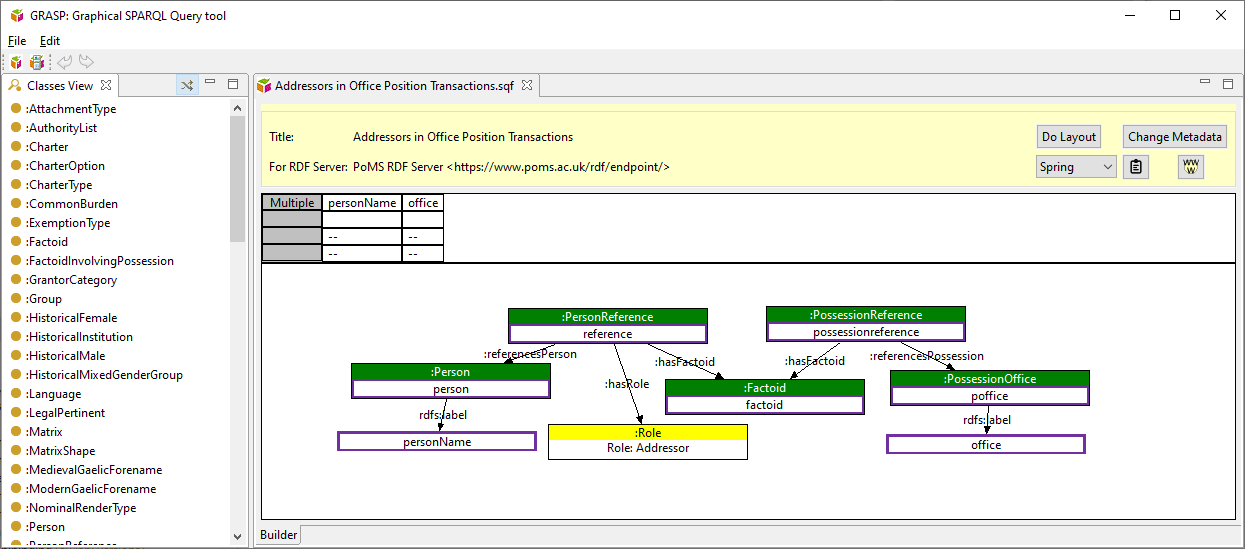 GRASP: Graphical SPARQL Query tool
File Edit
Classes View
:AttachmentType
:AuthorityList
:Charter
:CharterOption
:CharterType
:CommonBurden
:ExemptionType
:Factoid
:FactoidInvolvingPossession
:GrantorCategory
:Group
:HistoricalFemale
:HistoricalInstitution
:HistoricalMale
:HistoricalMixedGenderGroup
:Language
:LegalPertinent
:Matrix
:MatrixShape
:MedievalGaelicForename
:ModernGaelicForename
:NominalRenderType
:Person
:PersonReference
Addressors in Office Position Transactions.sqf
Title: Addressors in Office Position Transactions
Do Layout Change Metadata
For RDF Server: PoMS RDF Server <https://www.poms.ac.uk/rdf/endpoint/>
Spring
WWW
Multiple personName office
-- --
-- --
:PersonReference
reference
:PossessionReference
possessionreference
:referencesPerson
:hasFactoid
:hasFactoid
:referencesPossession
:Person
person
:hasRole
:Factoid
factoid
:PossessionOffice
poffice
rdfs:label
rdfs:label
personName
:Role
Role: Addressor
office
Builder